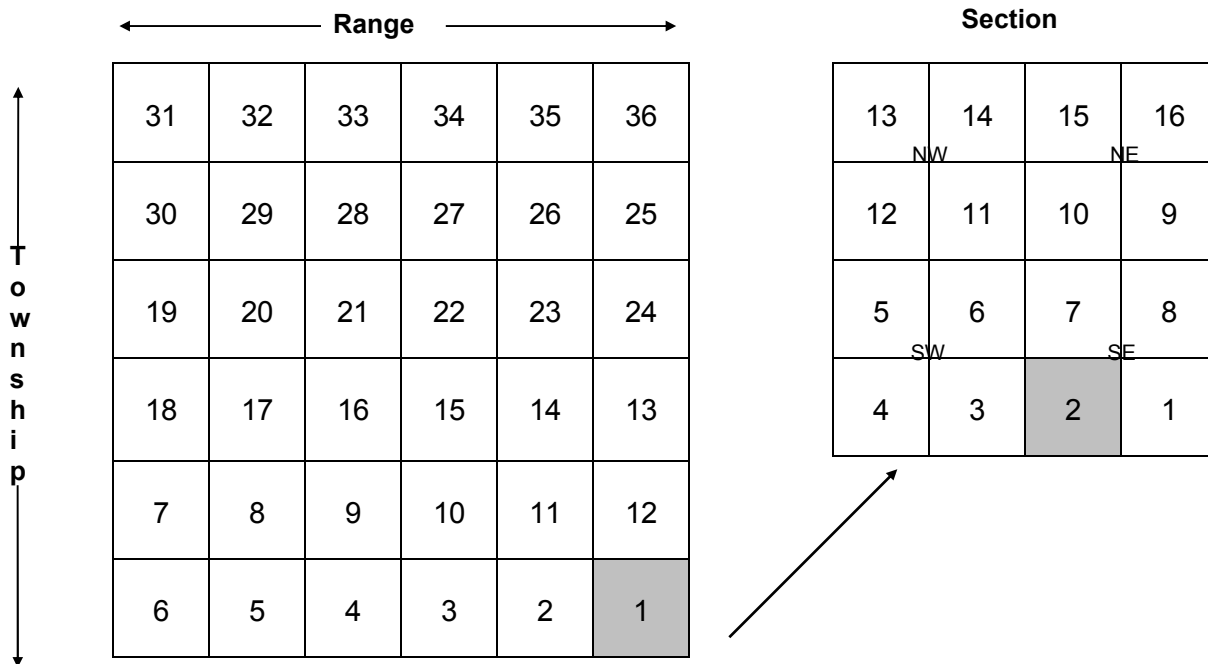 Range
Township
31 32 33 34 35 36
30 29 28 27 26 25
19 20 21 22 23 24
18 17 16 15 14 13
7 8 9 10 11 12
6 5 4 3 2 1
Section
13 14 15 16
NW NE
12 11 10 9
5 6 7 8
SW SE
4 3 2 1